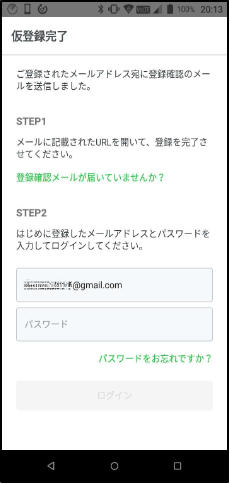 100% 20:13
仮登録完了
ご登録されたメールアドレス宛に登録確認のメー
ルを送信しました。
STEP1
メールに記載されたURLを開いて、登録を完了さ
せてください。
登録確認メールが届いていませんか？
STEP2
はじめに登録したメールアドレスとパスワードを
入力してログインしてください。
@gmail.com
パスワード
パスワードをお忘れですか？
ログイン